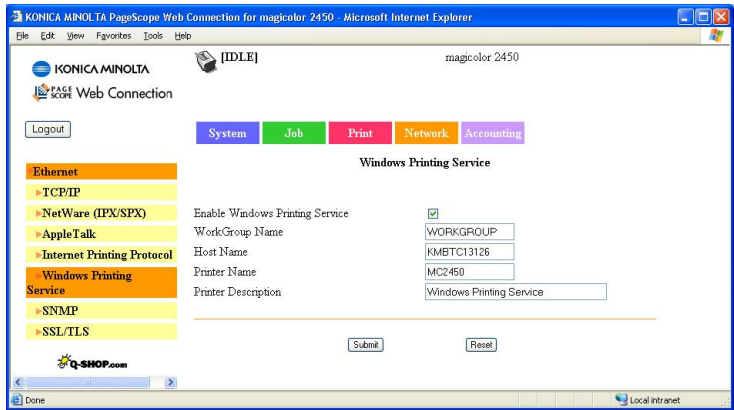 KONICA MINOLTA PageScope Web Connection for magicolor 2450 - Microsoft Internet Explorer
File Edit View Favorites Tools Help
KONICA MINOLTA
PAGE SCOPE Web Connection
[IDLE] magicolor 2450
Logout
System Job Print Network Accounting
Windows Printing Service
Ethernet
TCP/IP
NetWare (IPX/SPX)
AppleTalk
Internet Printing Protocol
Windows Printing
Service
SNMP
SSL/TLS
Q-SHOP.com
Enable Windows Printing Service
WorkGroup Name WORKGROUP
Host Name KMBTC13126
Printer Name MC2450
Printer Description Windows Printing Service
Submit Reset
Done Local intranet